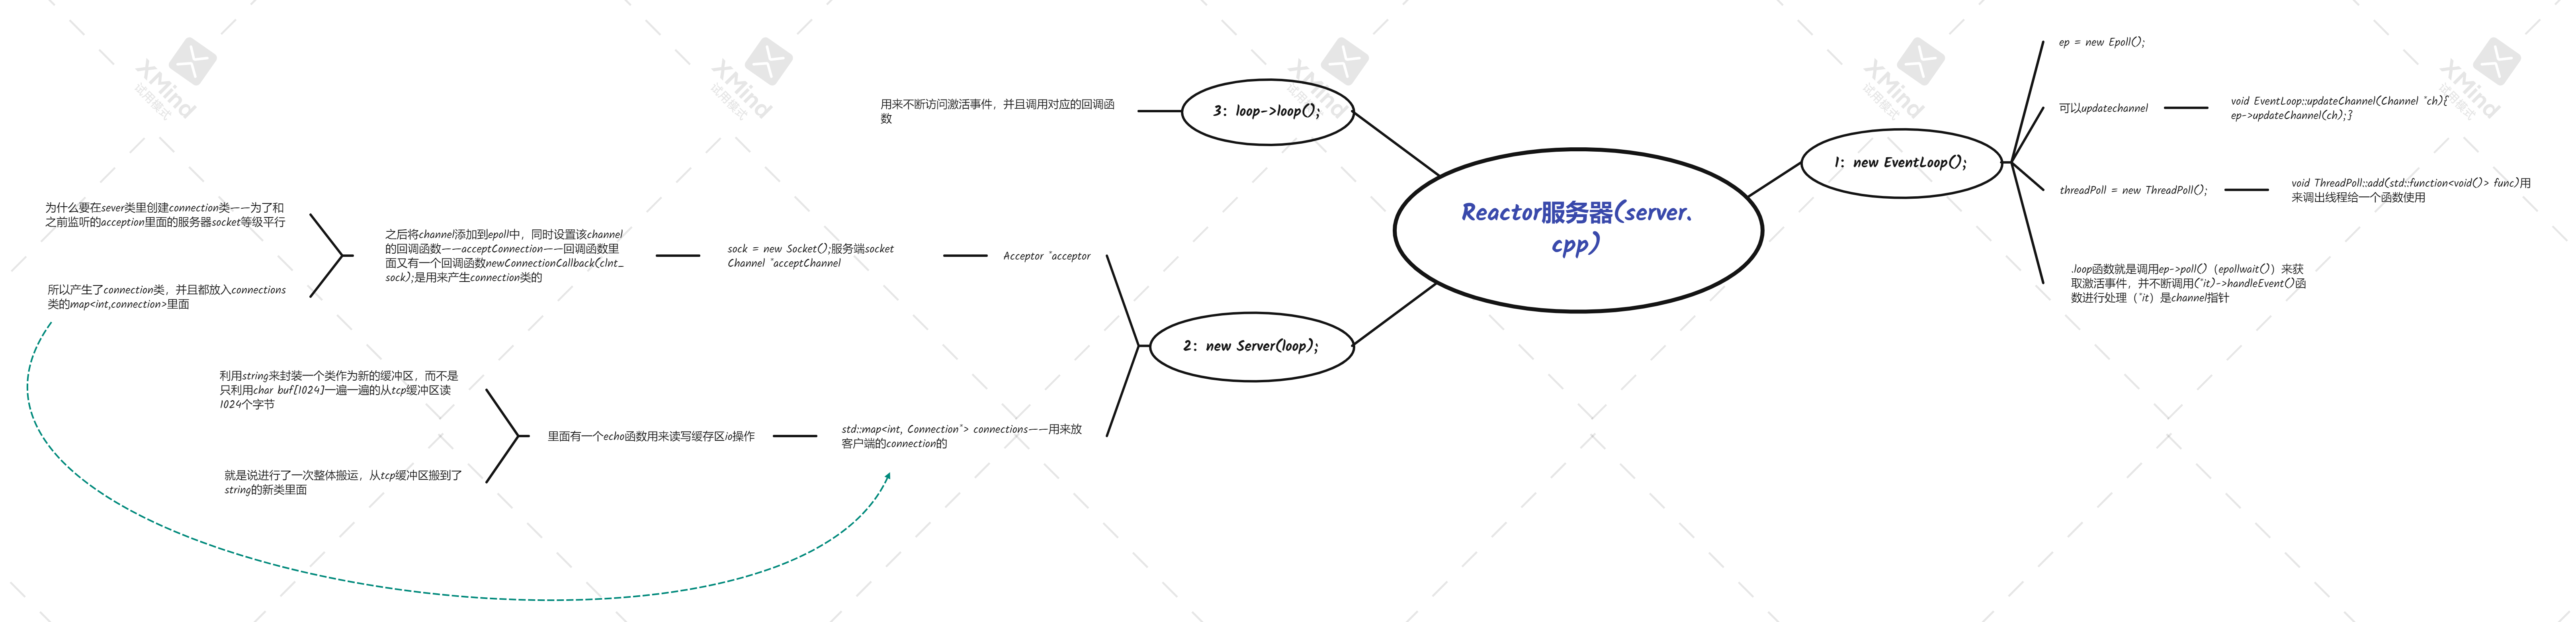 Reactor服务器(server.
cpp)
1：new EventLoop();
ep = new Epoll();
可以updatechannel
void EventLoop::updateChannel(Channel *ch){
ep->updateChannel(ch);}
threadPoll = new ThreadPoll();
void ThreadPoll::add(std::function<void()> func)用
来调出线程给一个函数使用
.loop函数就是调用ep->poll()（epollwait()）来获
取激活事件，并不断调用(*it)->handleEvent()函
数进行处理（*it）是channel指针
2：new Server(loop);
Acceptor *acceptor
sock = new Socket();服务端socket
Channel *acceptChannel
之后将channel添加到epoll中，同时设置该channel
的回调函数——acceptConnection——回调函数里
面又有一个回调函数newConnectionCallback(clnt_
sock);是用来产生connection类的
为什么要在sever类里创建connection类——为了和
之前监听的acception里面的服务器socket等级平行
所以产生了connection类，并且都放入connections
类的map<int,connection>里面
std::map<int, Connection*> connections——用来放
客户端的connection的
里面有一个echo函数用来读写缓存区io操作
利用string来封装一个类作为新的缓冲区，而不是
只利用char buf[1024]一遍一遍的从tcp缓冲区读
1024个字节
就是说进行了一次整体搬运，从tcp缓冲区搬到了
string的新类里面
3：loop->loop();
用来不断访问激活事件，并且调用对应的回调函
数
XMind
试用模式
XMind
试用模式
XMind
试用模式
XMind
试用模式
XMind
试用模式